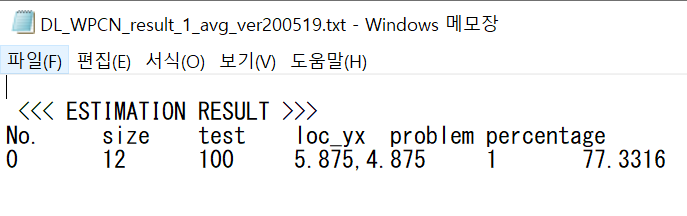 DL_WPCN_result_1_avg_ver200519.txt - Windows 메모장
파일(F) 편집(E) 서식(O) 보기(V) 도움말(H)
<<< ESTIMATION RESULT >>>
No. size test loc_yx problem percentage
0 12 100 5.875,4.875 1 77.3316